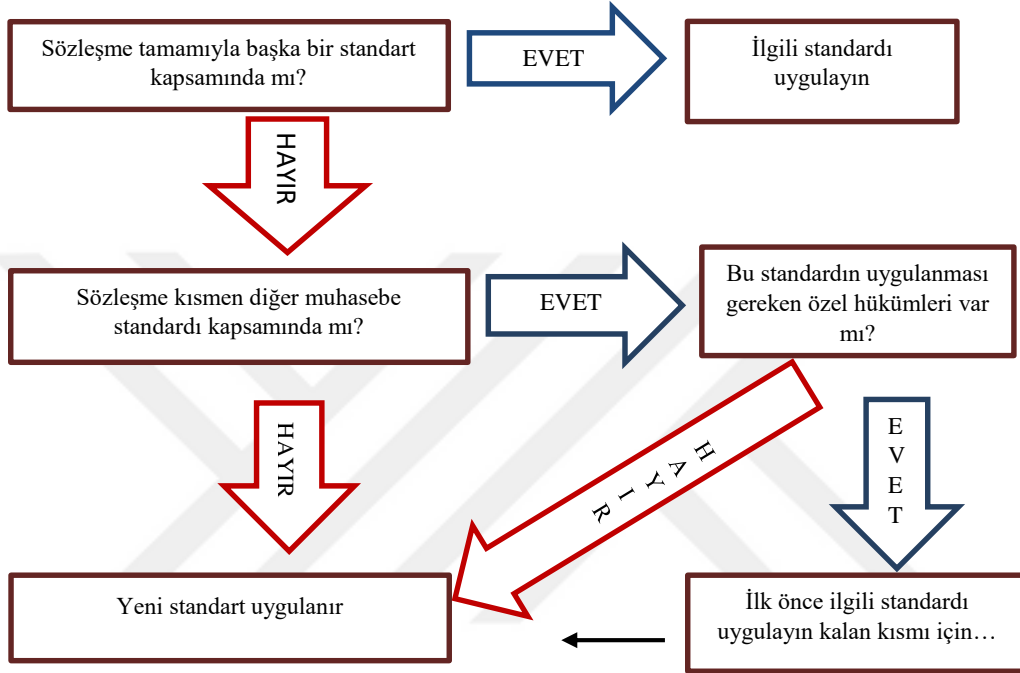 Sözleşme tamamıyla başka bir standart
kapsamında mı?
EVET
İlgili standardı
uygulayın
HAYIR
Sözleşme kısmen diğer muhasebe
standardı kapsamında mı?
EVET
Bu standardın uygulanması
gereken özel hükümleri var
mı?
HAYIR
HAYIR
EVET
Yeni standart uygulanır
İlk önce ilgili standardı
uygulayın kalan kısmı için…